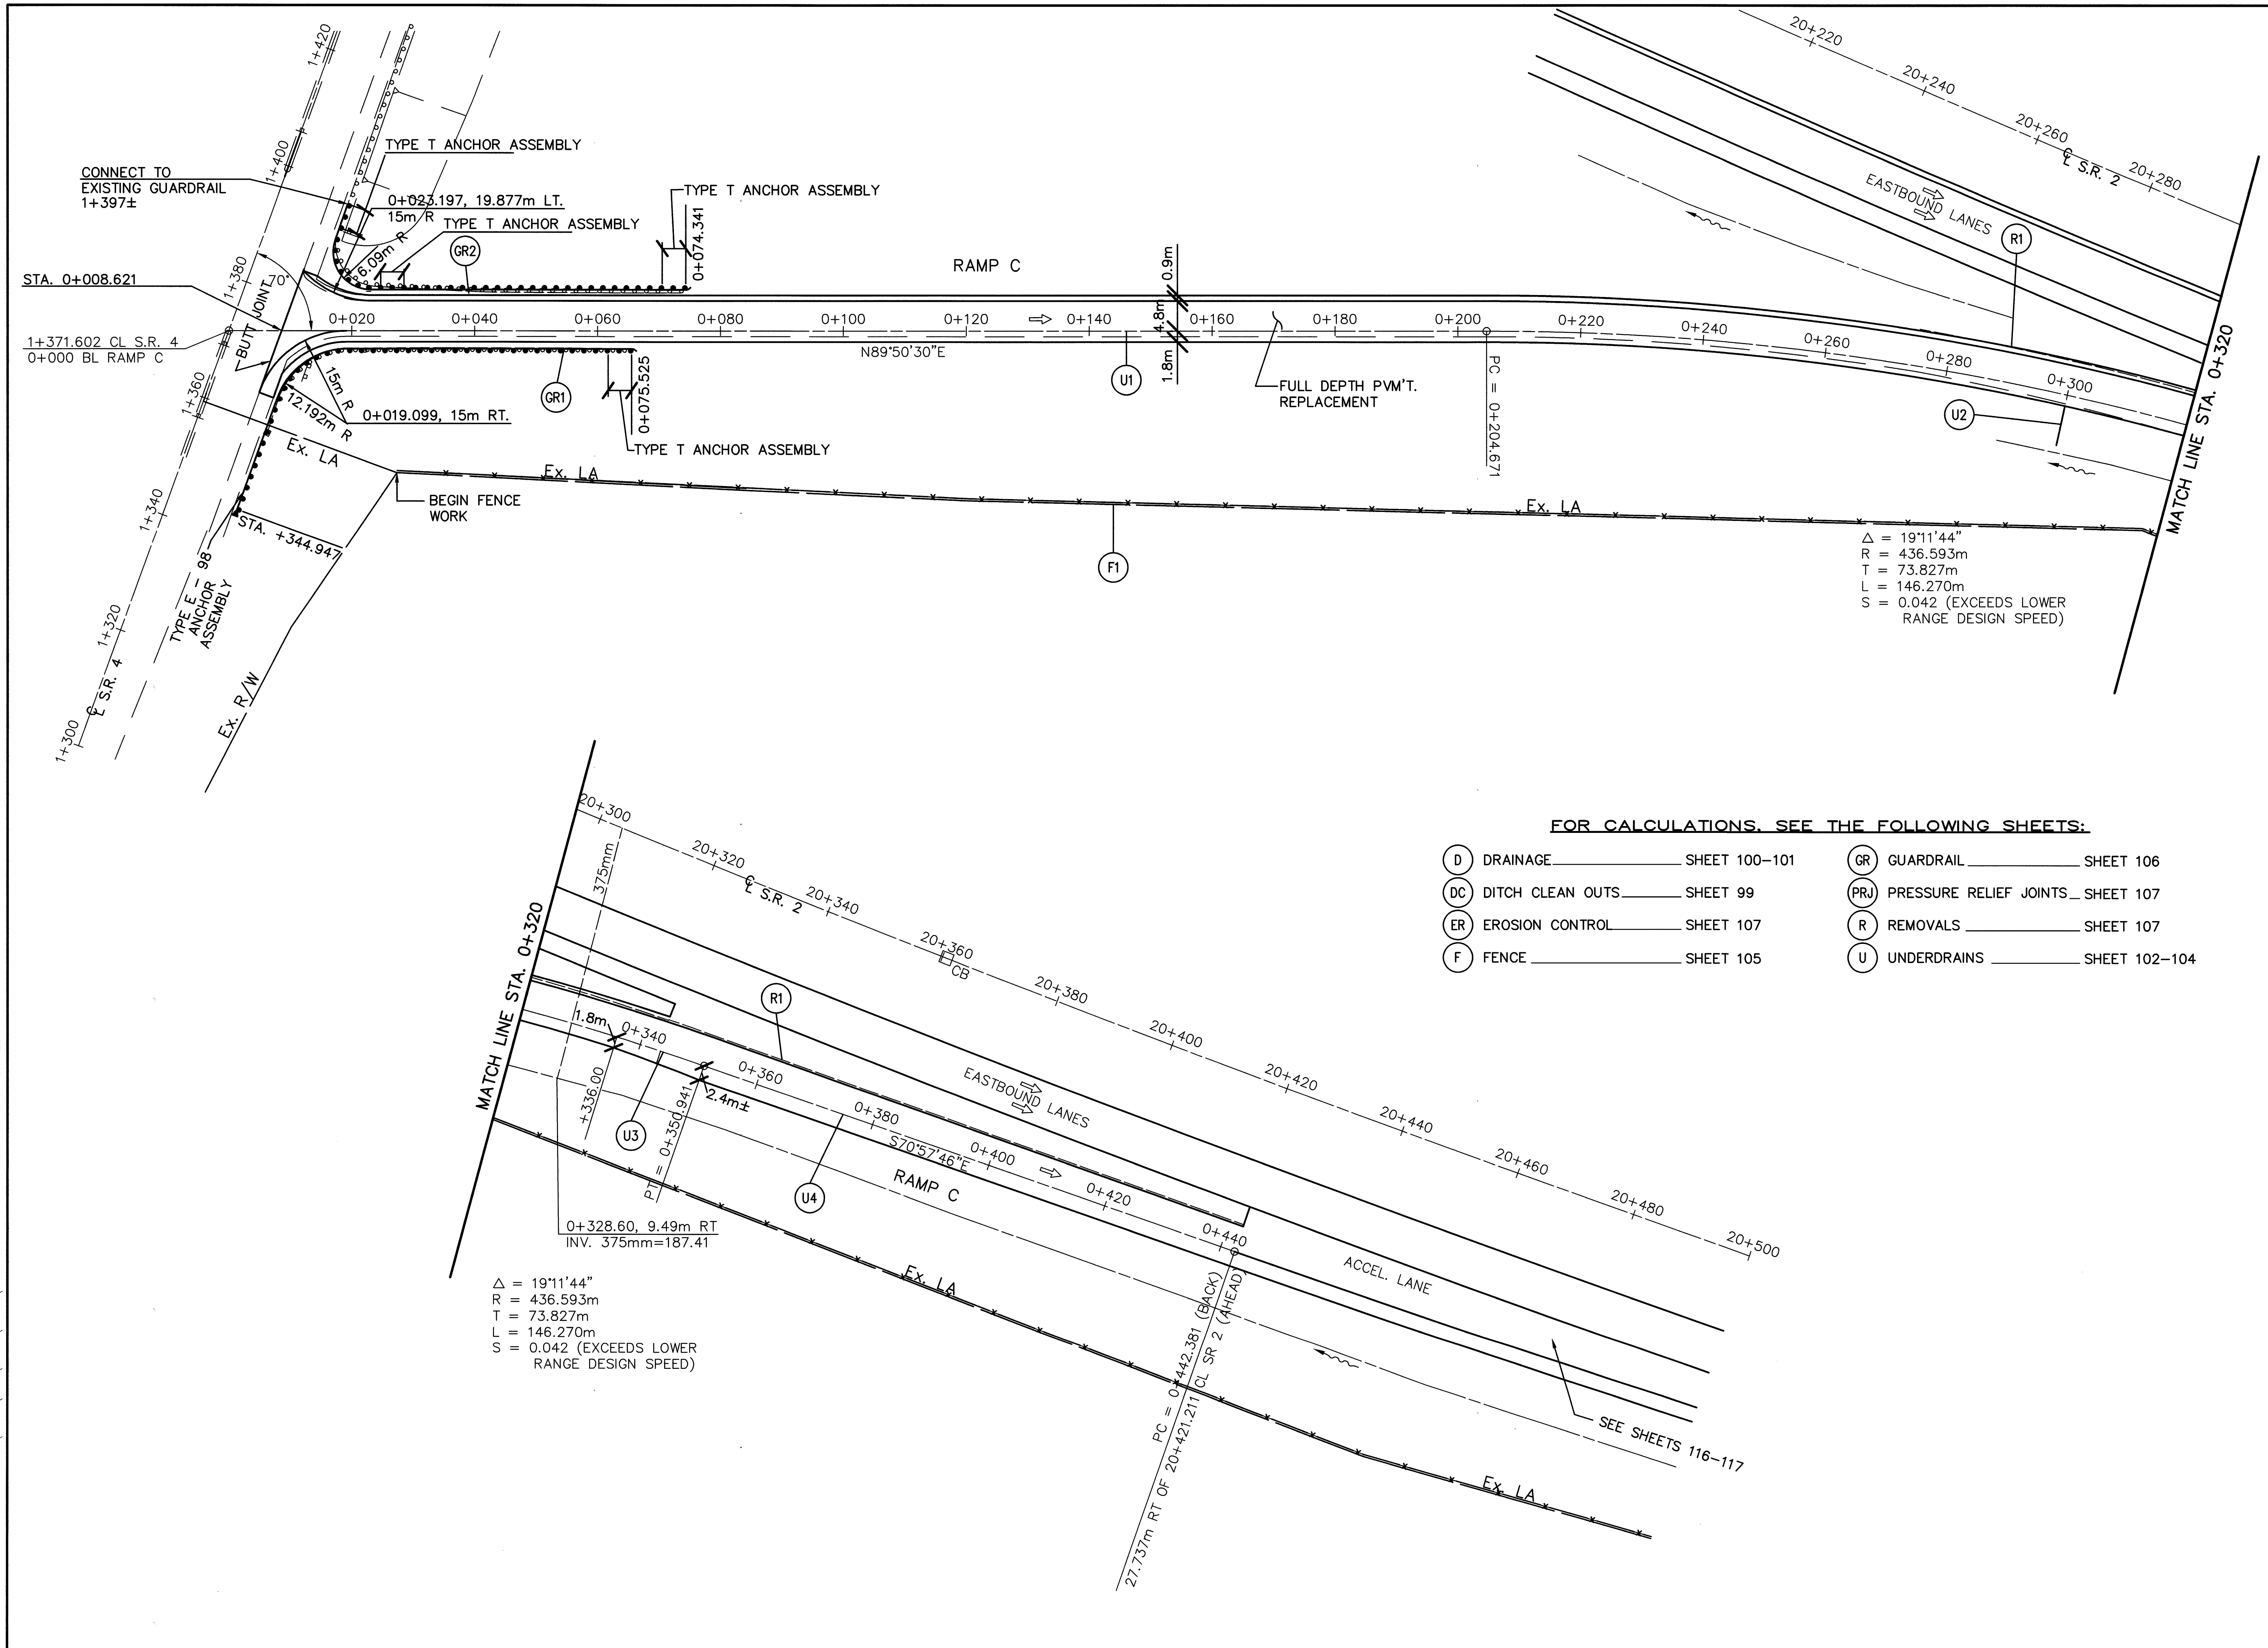 1+420
1+400
1+380
1+360
1+340
1+320
1+300
℄ S.R. 4
TYPE T ANCHOR ASSEMBLY
CONNECT TO
EXISTING GUARDRAIL
1+397±
0+023.197, 19.877m LT.
15m R
TYPE T ANCHOR ASSEMBLY
6.09m R
GR2
TYPE T ANCHOR ASSEMBLY
0+074.341
STA. 0+008.621
70°
BUTT JOINT
1+371.602 CL S.R. 4
0+000 BL RAMP C
15m R
12.192m R
0+019.099, 15m RT.
Ex. LA
STA. +344.947
TYPE E - 98
ANCHOR
ASSEMBLY
Ex. R/W
BEGIN FENCE
WORK
GR1
0+075.525
TYPE T ANCHOR ASSEMBLY
RAMP C
0+020
0+040
0+060
0+080
0+100
0+120
0+140
0+160
0+180
0+200
0+220
0+240
0+260
0+280
0+300
N89°50'30"E
0.9m
4.8m
1.8m
U1
FULL DEPTH PVM'T.
REPLACEMENT
PC = 0+204.671
Ex. LA
Ex. LA
F1
20+220
20+240
20+260
20+280
℄ S.R. 2
EASTBOUND LANES
R1
U2
MATCH LINE STA. 0+320
△ = 19°11'44"
R = 436.593m
T = 73.827m
L = 146.270m
S = 0.042 (EXCEEDS LOWER
RANGE DESIGN SPEED)
FOR CALCULATIONS, SEE THE FOLLOWING SHEETS:
D DRAINAGE SHEET 100-101
DC DITCH CLEAN OUTS SHEET 99
ER EROSION CONTROL SHEET 107
F FENCE SHEET 105
GR GUARDRAIL SHEET 106
PRJ PRESSURE RELIEF JOINTS SHEET 107
R REMOVALS SHEET 107
U UNDERDRAINS SHEET 102-104
20+300
20+320
℄ S.R. 2
20+340
20+360
CB
20+380
20+400
20+420
20+440
20+460
20+480
20+500
375mm
MATCH LINE STA. 0+320
R1
1.8m
0+340
0+360
0+380
0+400
0+420
0+440
EASTBOUND LANES
+336.00
U3
PT = 0+350.941
2.4m±
S70°57'46"E
RAMP C
U4
0+328.60, 9.49m RT
INV. 375mm=187.41
△ = 19°11'44"
R = 436.593m
T = 73.827m
L = 146.270m
S = 0.042 (EXCEEDS LOWER
RANGE DESIGN SPEED)
Ex. LA
ACCEL. LANE
PC = 0+442.381 (BACK)
27.737m RT OF 20+421.211 CL SR 2 (AHEAD)
SEE SHEETS 116-117
Ex. LA